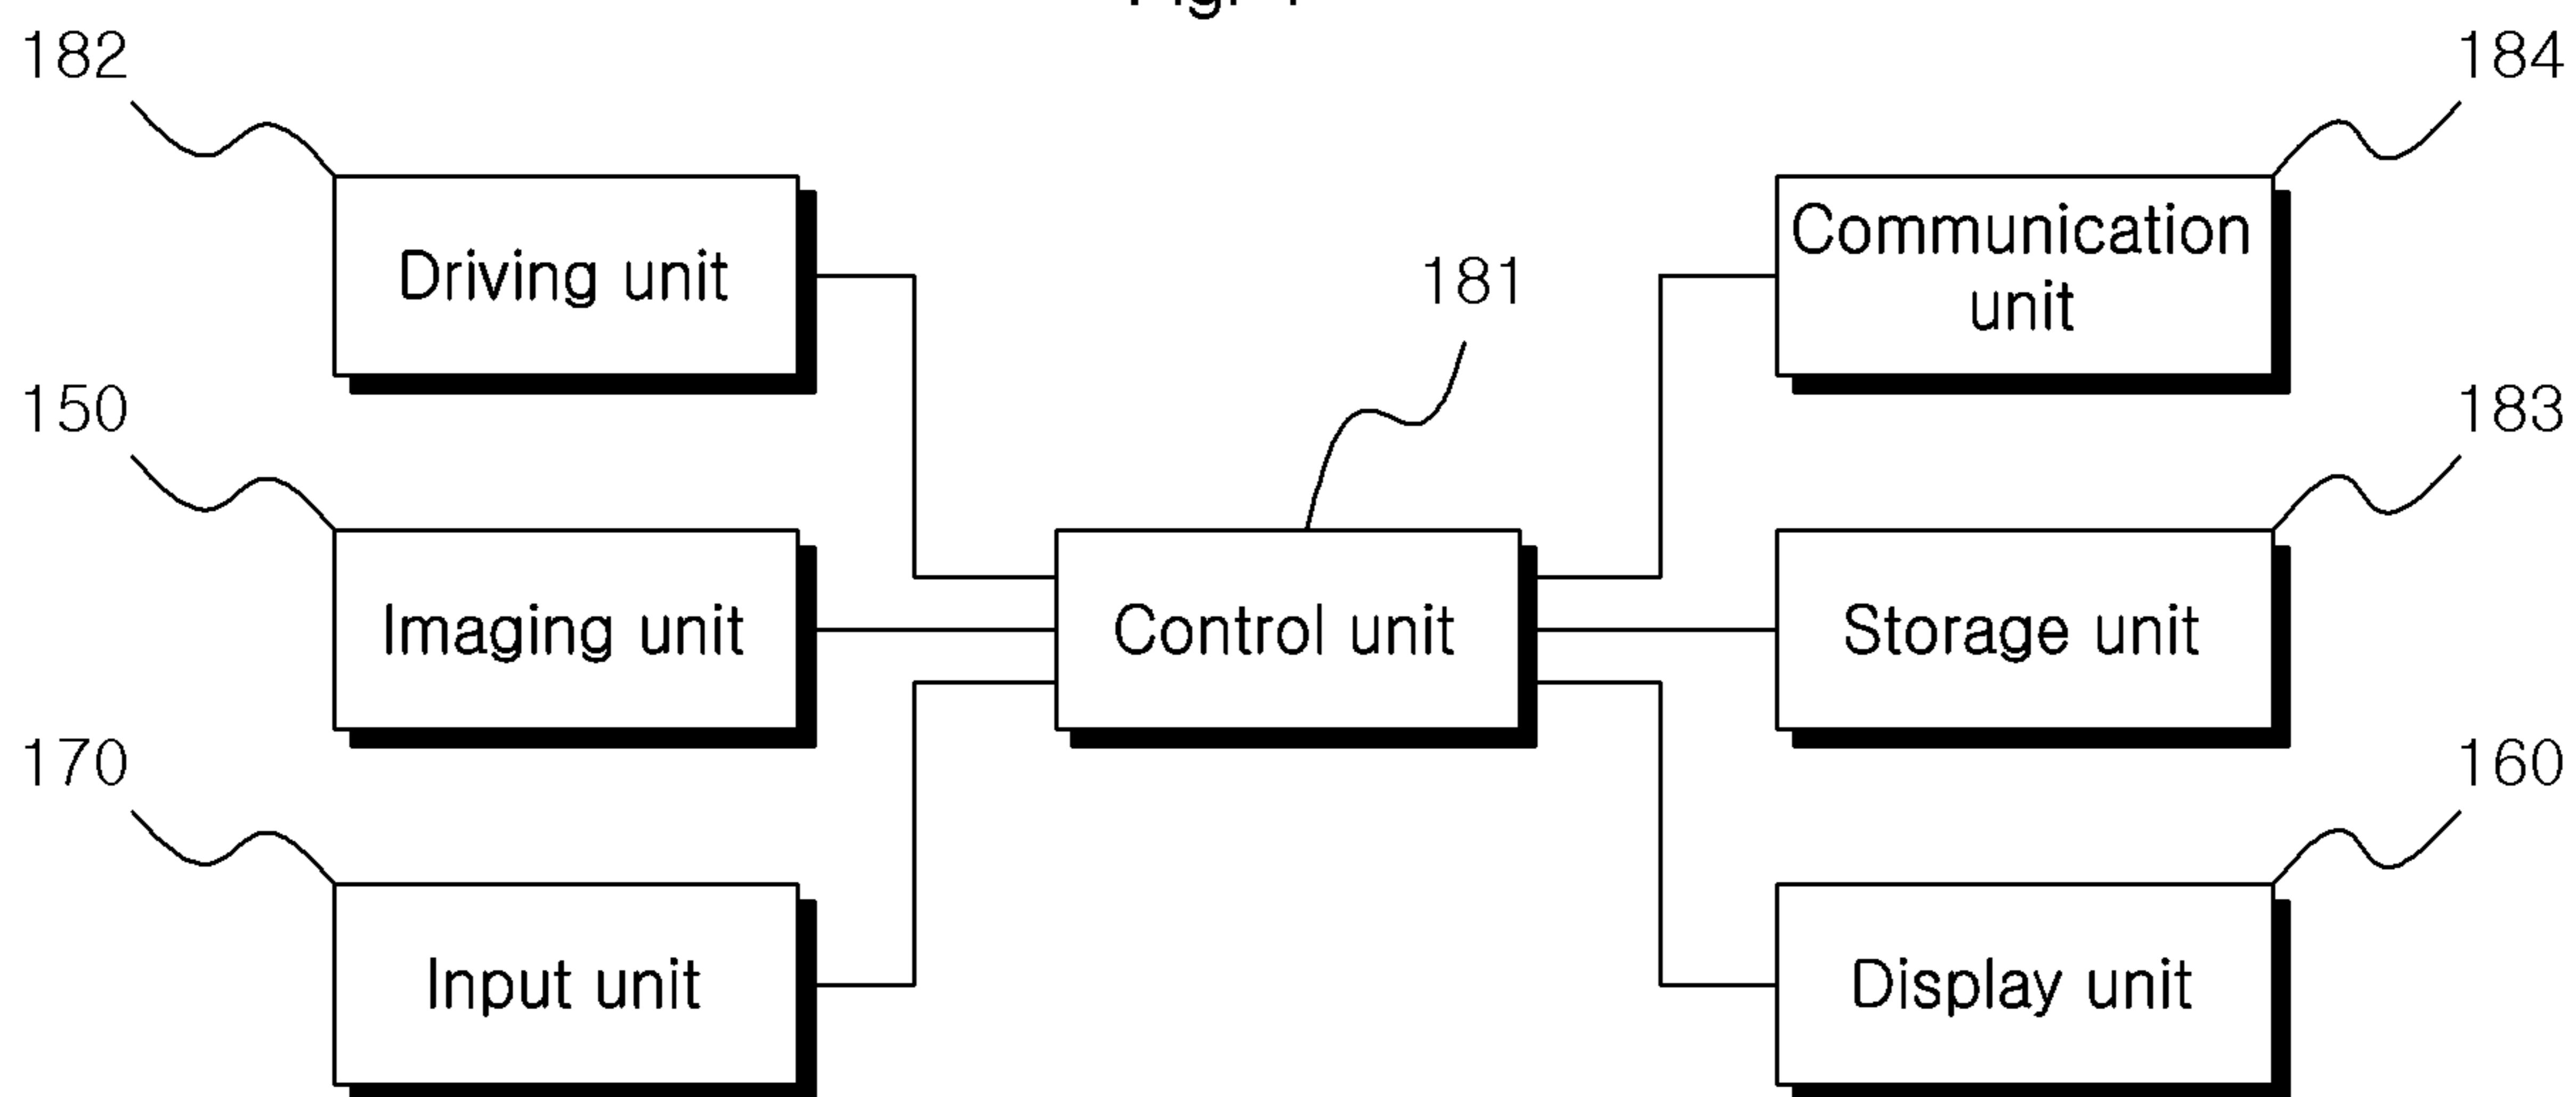 182
184
Driving unit
Communication
unit
181
150
183
Imaging unit
Control unit
Storage unit
170
160
Input unit
Display unit